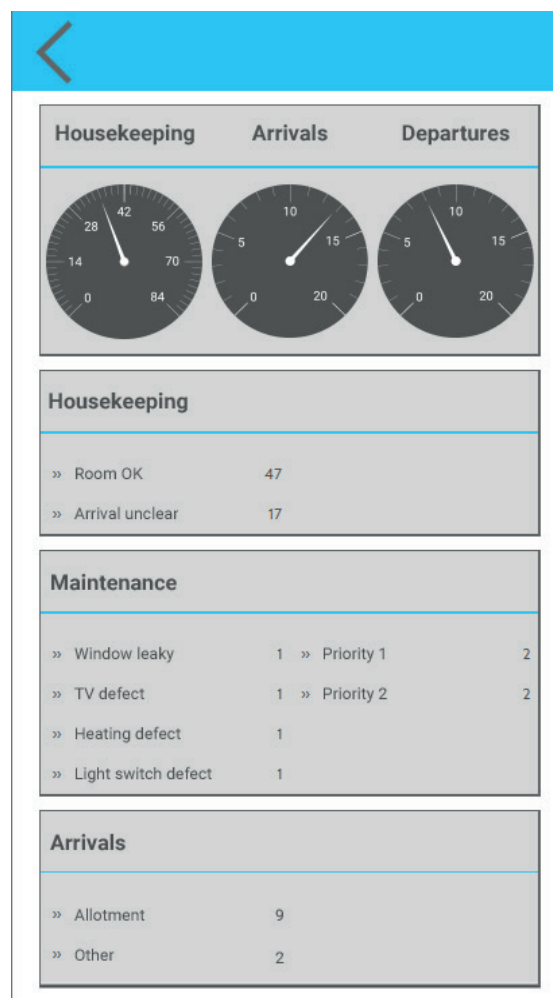 Housekeeping Arrivals Departures
0 14 28 42 56 70 84
0 5 10 15 20
0 5 10 15 20
Housekeeping
» Room OK 47
» Arrival unclear 17
Maintenance
» Window leaky 1 » Priority 1 2
» TV defect 1 » Priority 2 2
» Heating defect 1
» Light switch defect 1
Arrivals
» Allotment 9
» Other 2